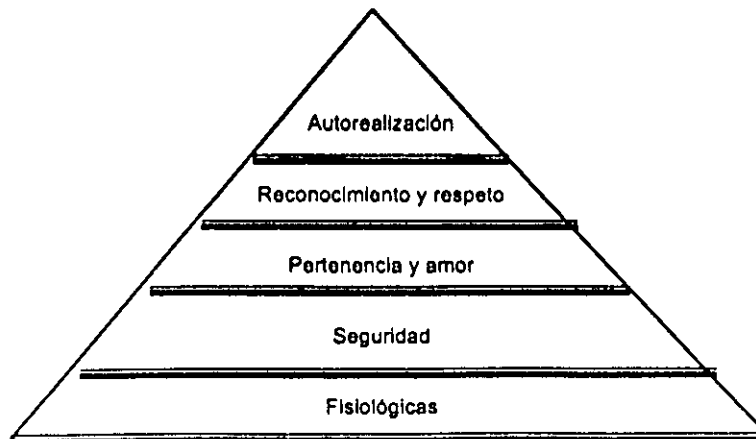 Autorealización
Reconocimiento y respeto
Pertenencia y amor
Seguridad
Fisiológicas